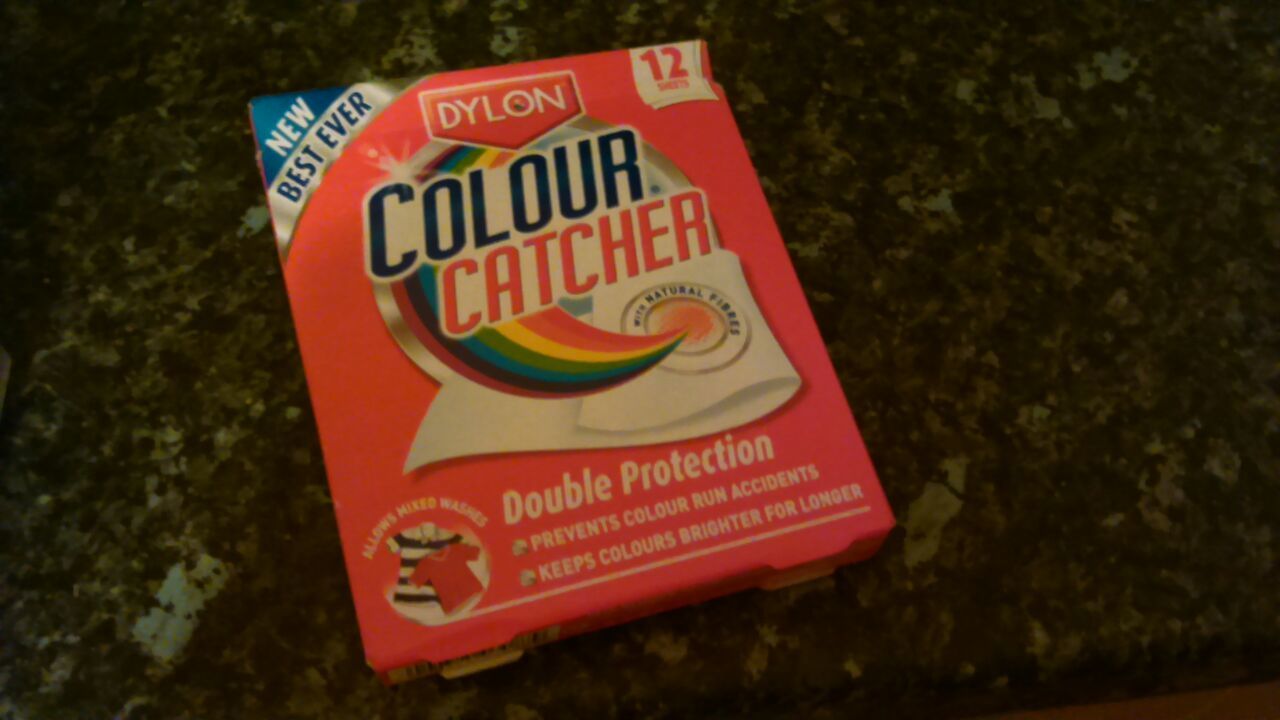 NEW
BEST EVER
DYLON
12
SHEETS
COLOUR
CATCHER
WITH NATURAL FIBRES
Double Protection
PREVENTS COLOUR RUN ACCIDENTS
KEEPS COLOURS BRIGHTER FOR LONGER
ALLOWS MIXED WASHES